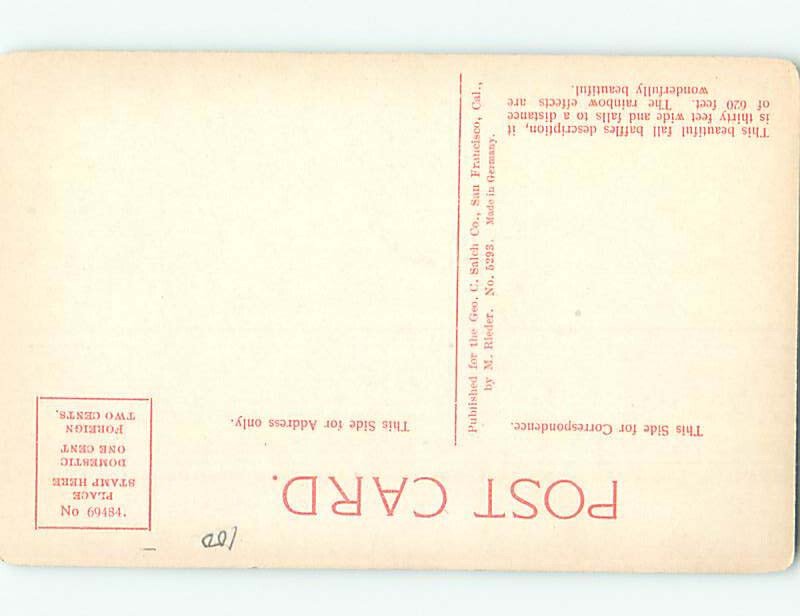 POST CARD.
This Side for Correspondence.
This beautiful fall baffles description, it
is thirty feet wide and falls to a distance
of 620 feet. The rainbow effects are
wonderfully beautiful.
Published for the Geo. C. Salch Co., San Francisco, Cal.,
by M. Rieder. No. 5293. Made in Germany.
This Side for Address only.
No 69484.
PLACE
STAMP HERE
DOMESTIC
ONE CENT
FOREIGN
TWO CENTS.
100